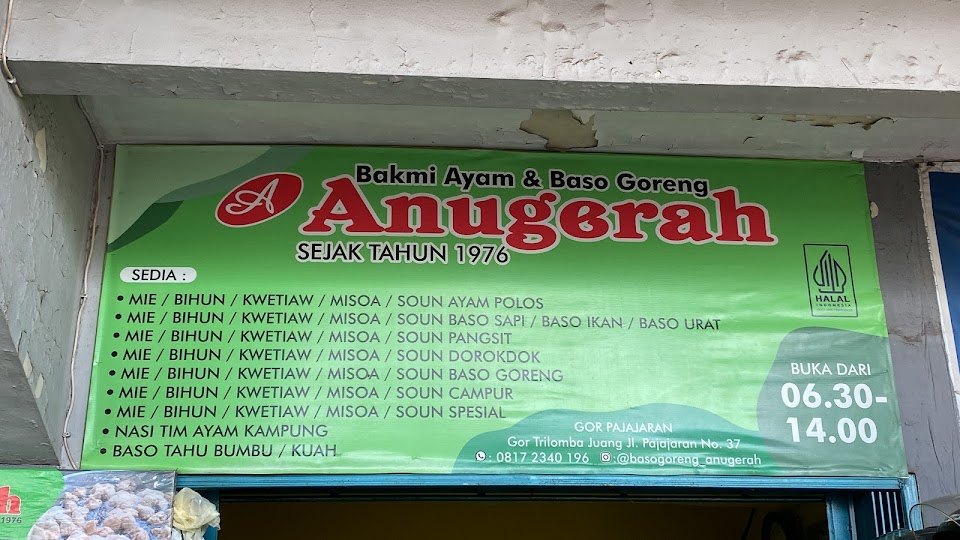 Bakmi Ayam & Baso Goreng
A Anugerah
SEJAK TAHUN 1976
SEDIA :
• MIE / BIHUN / KWETIAW / MISOA / SOUN AYAM POLOS
• MIE / BIHUN / KWETIAW / MISOA / SOUN BASO SAPI / BASO IKAN / BASO URAT
• MIE / BIHUN / KWETIAW / MISOA / SOUN PANGSIT
• MIE / BIHUN / KWETIAW / MISOA / SOUN DOROKDOK
• MIE / BIHUN / KWETIAW / MISOA / SOUN BASO GORENG
• MIE / BIHUN / KWETIAW / MISOA / SOUN CAMPUR
• MIE / BIHUN / KWETIAW / MISOA / SOUN SPESIAL
• NASI TIM AYAM KAMPUNG
• BASO TAHU BUMBU / KUAH
HALAL
INDONESIA
BUKA DARI
06.30-
14.00
GOR PAJAJARAN
Gor Trilomba Juang Jl. Pajajaran No. 37
: 0817 2340 196 :@basogoreng_anugerah
h
1976